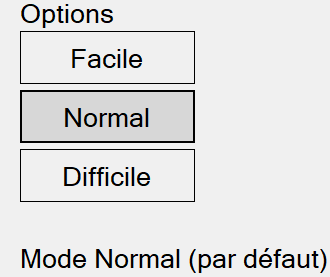 Options
Facile
Normal
Difficile
Mode Normal (par défaut)